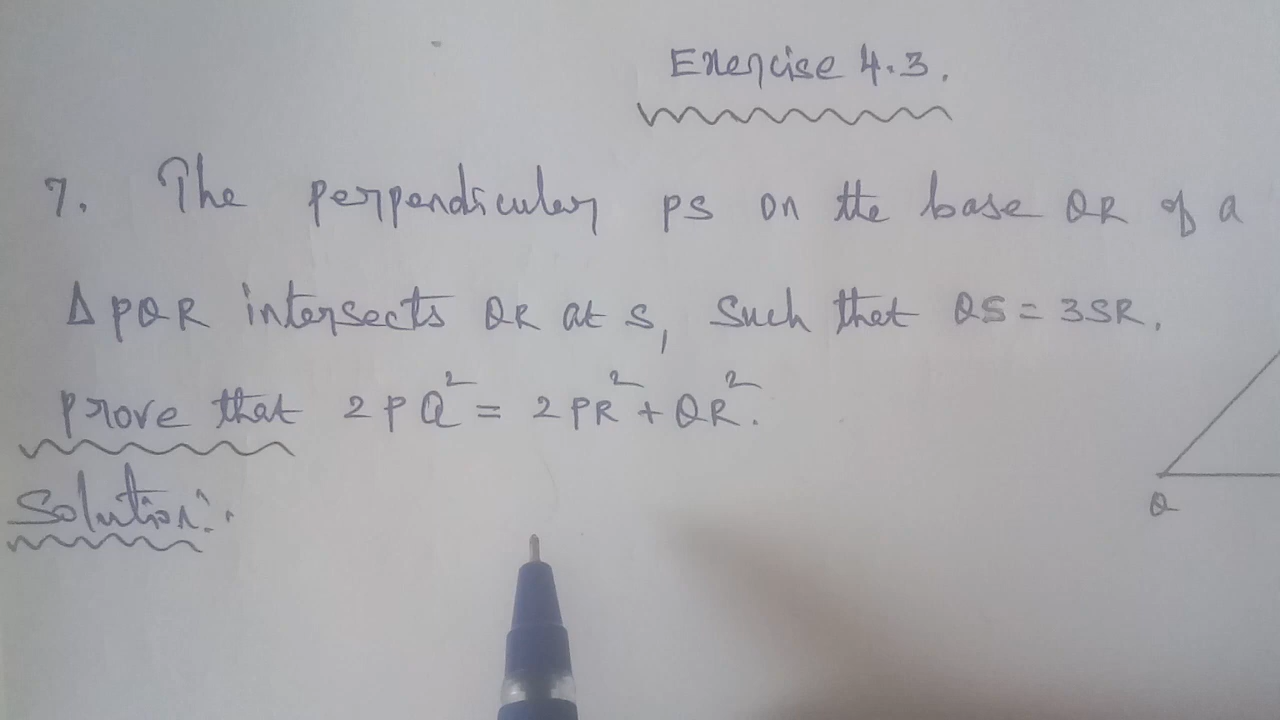 Exercise 4.3.
7. The perpendicular PS on the base QR of a
Δ PQR intersects QR at S, Such that QS = 3SR.
prove that 2PQ² = 2PR² + QR².
Solution:-
Q